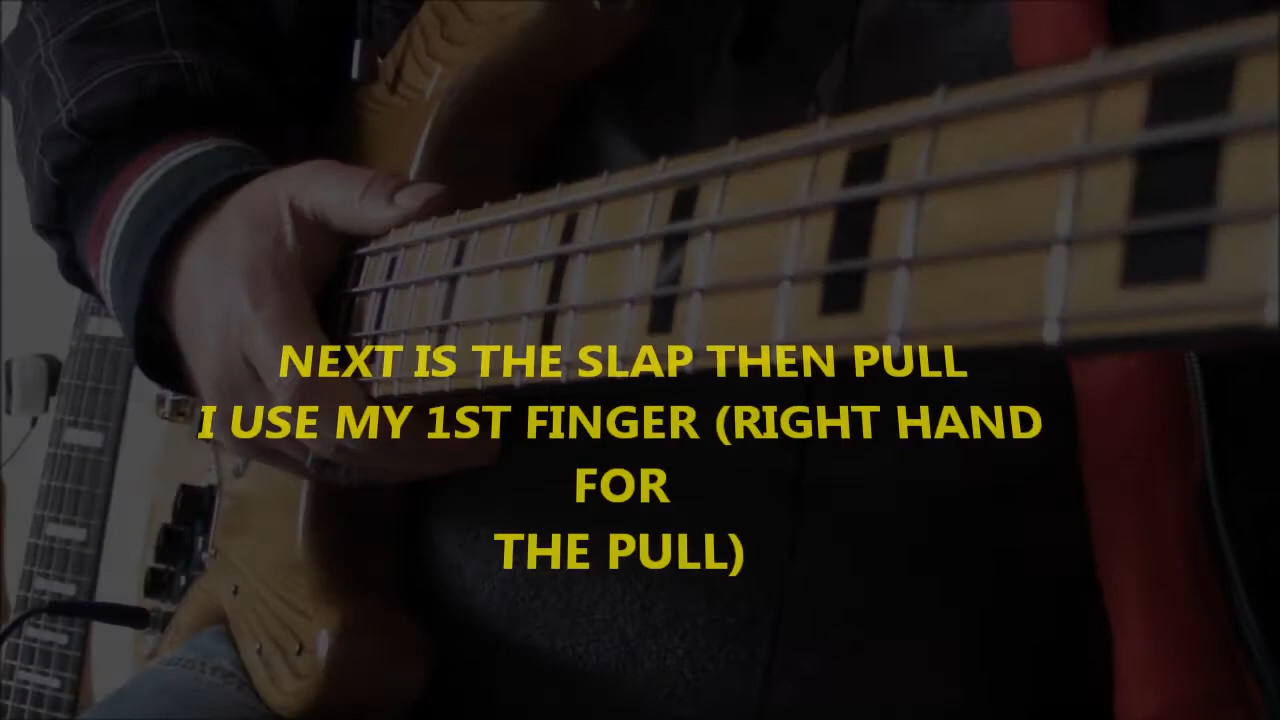 NEXT IS THE SLAP THEN PULL
I USE MY 1ST FINGER (RIGHT HAND
FOR
THE PULL)